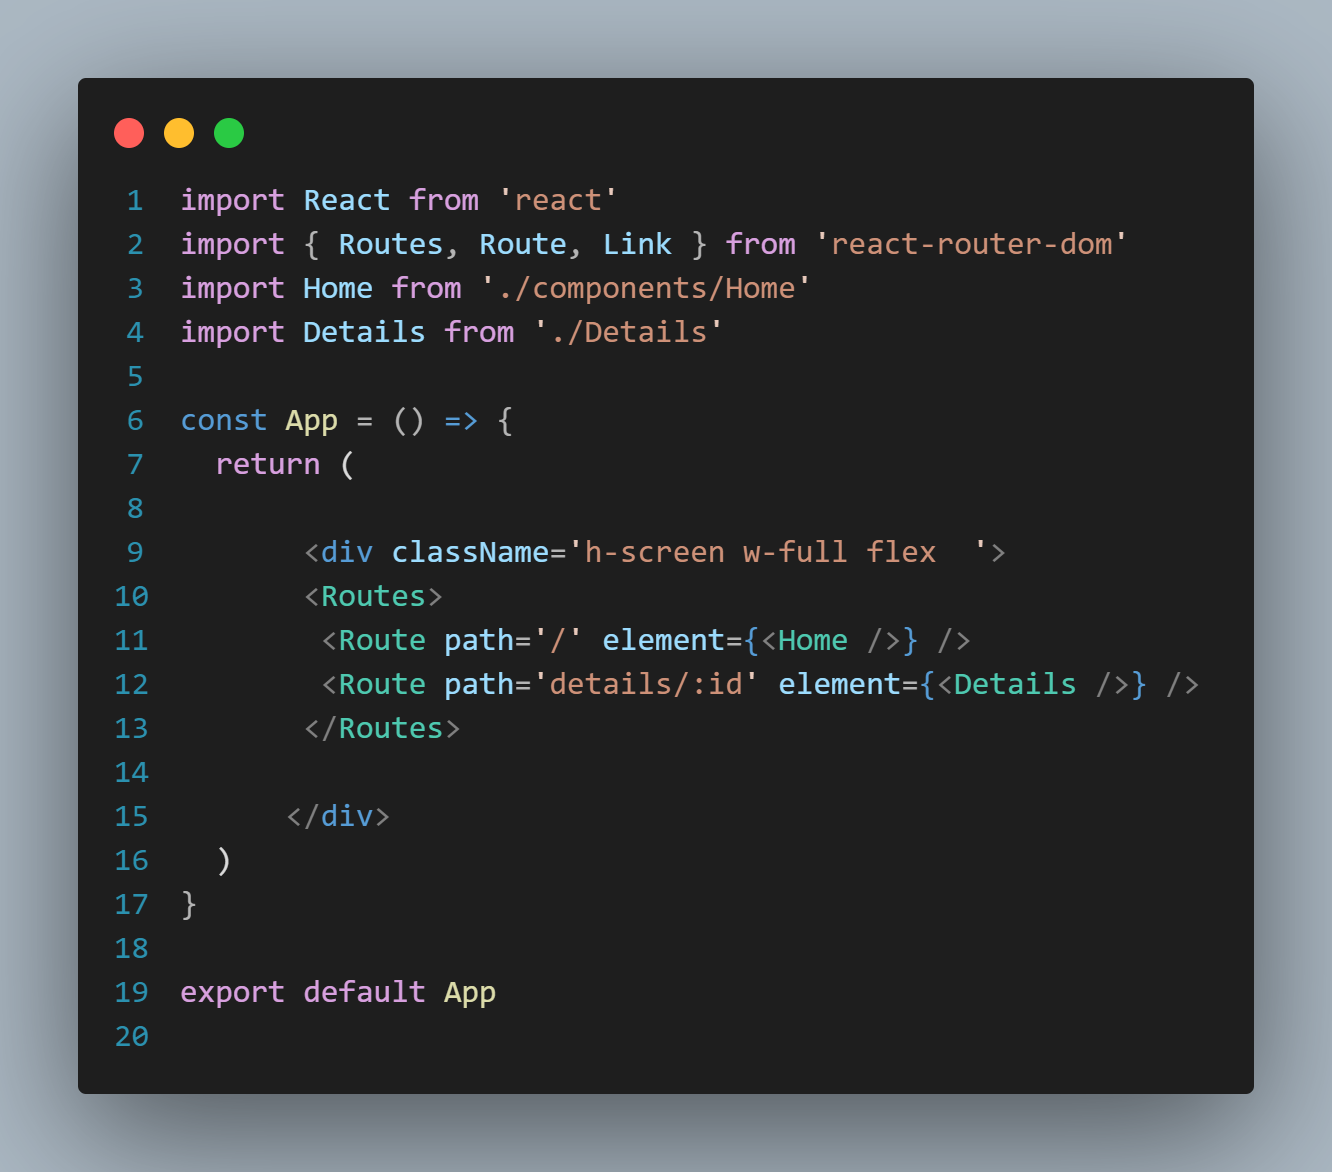 1 import React from 'react'
2 import { Routes, Route, Link } from 'react-router-dom'
3 import Home from './components/Home'
4 import Details from './Details'
5
6 const App = () => {
7   return (
8
9        <div className='h-screen w-full flex  '>
10        <Routes>
11         <Route path='/' element={<Home />} />
12         <Route path='details/:id' element={<Details />} />
13        </Routes>
14
15       </div>
16   )
17 }
18
19 export default App
20